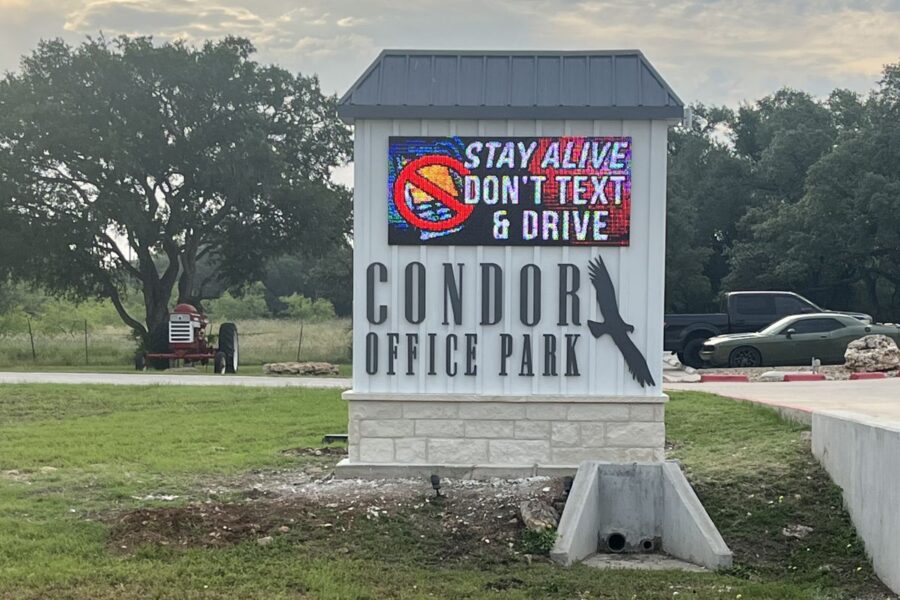 STAY ALIVE
DON'T TEXT
& DRIVE
CONDOR
OFFICE PARK